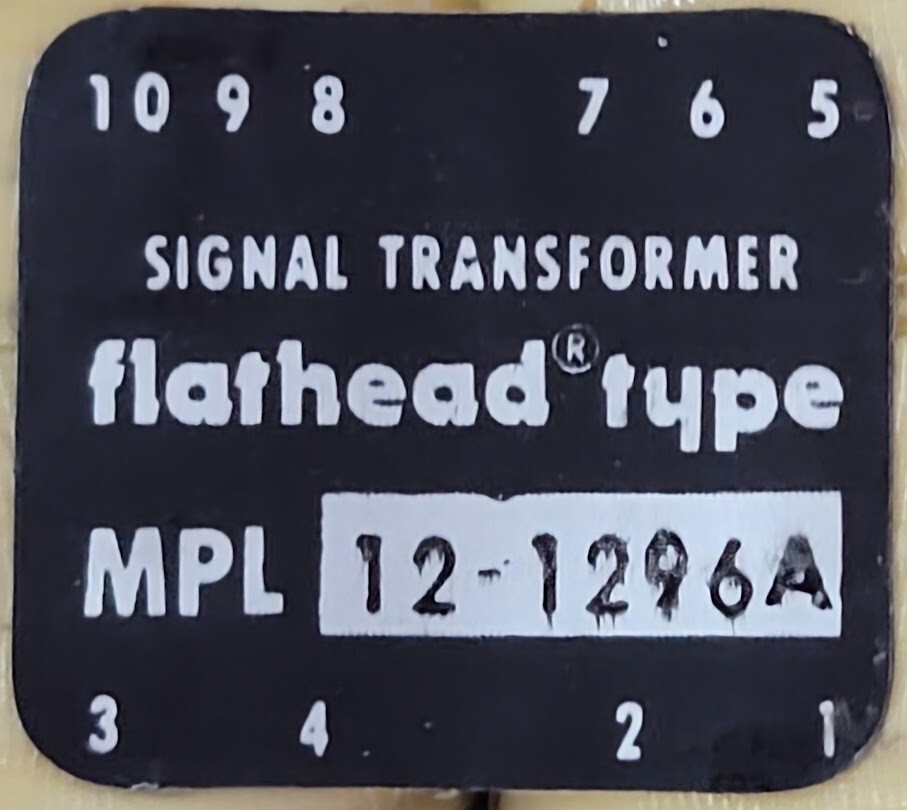 10 9 8 7 6 5
SIGNAL TRANSFORMER
flathead® type
MPL 12-1296A
3 4 2 1